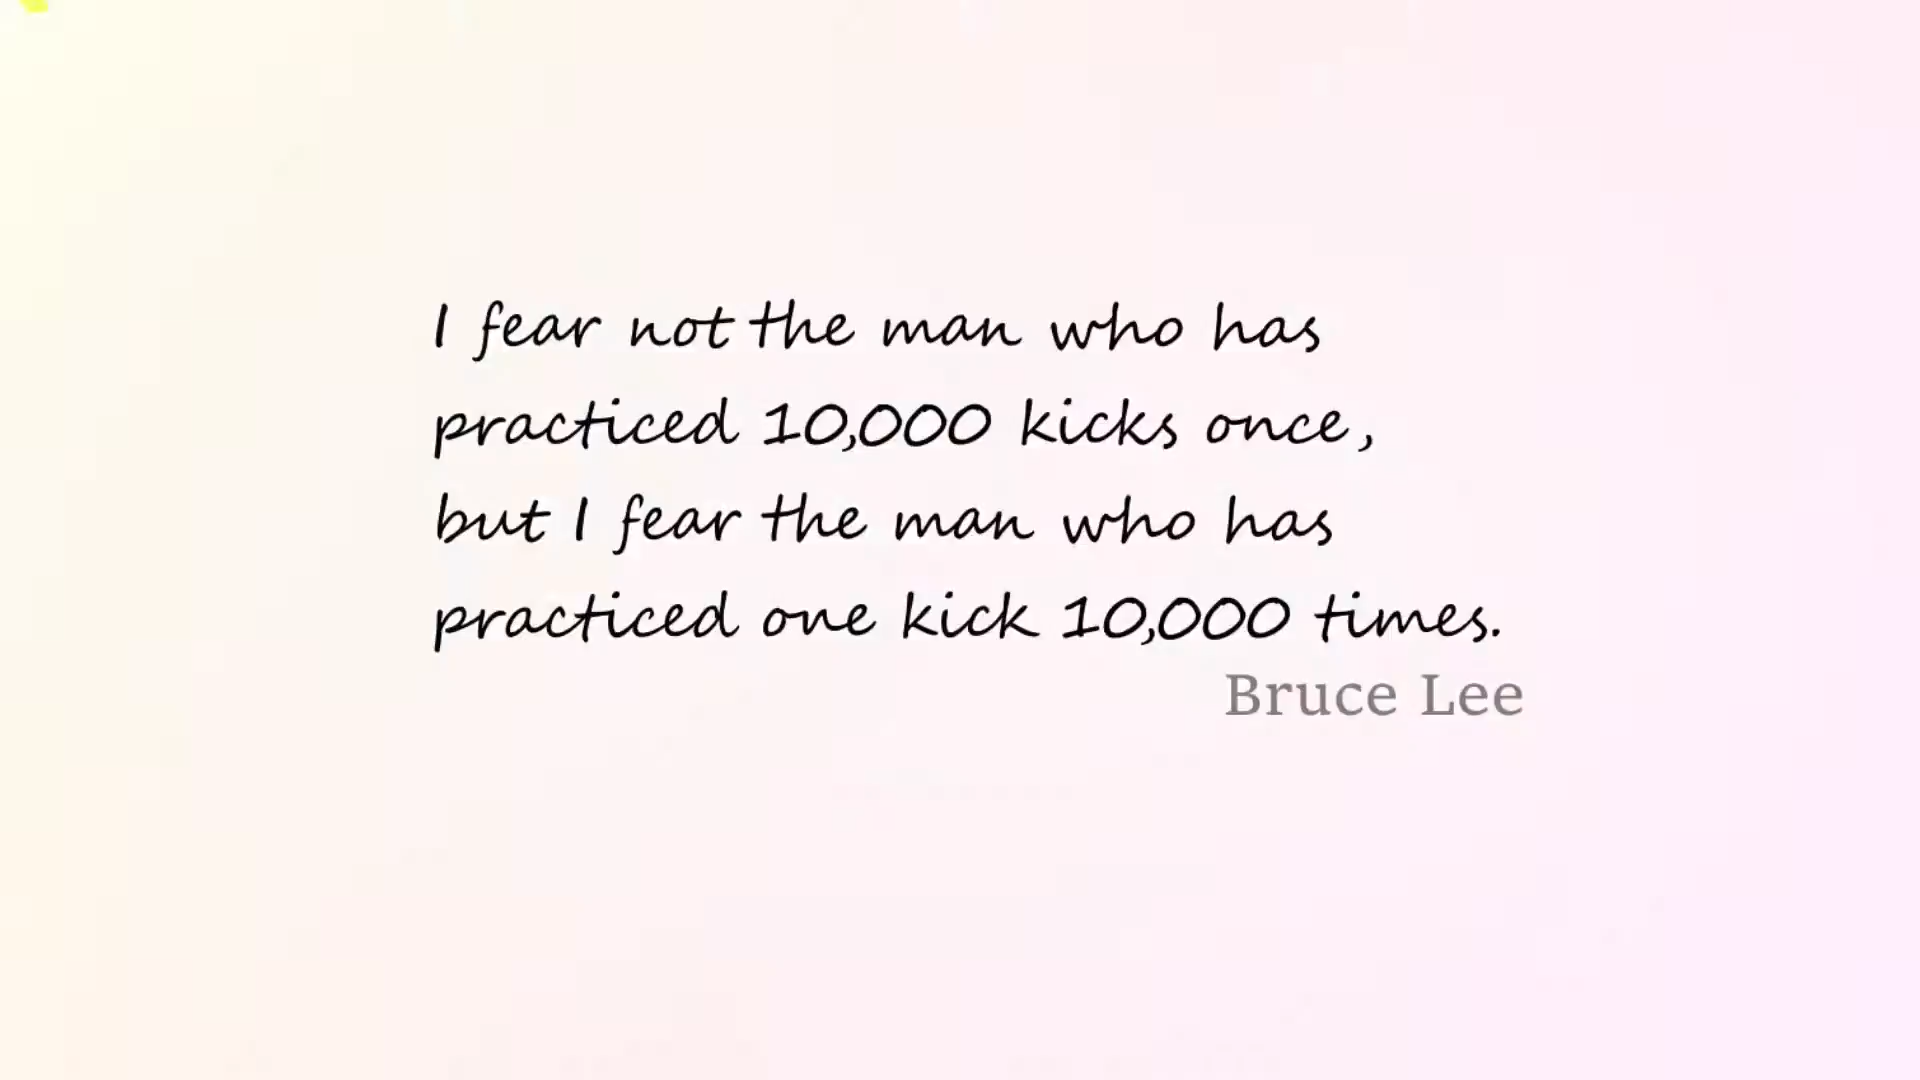 I fear not the man who has
practiced 10,000 kicks once,
but I fear the man who has
practiced one kick 10,000 times.
Bruce Lee